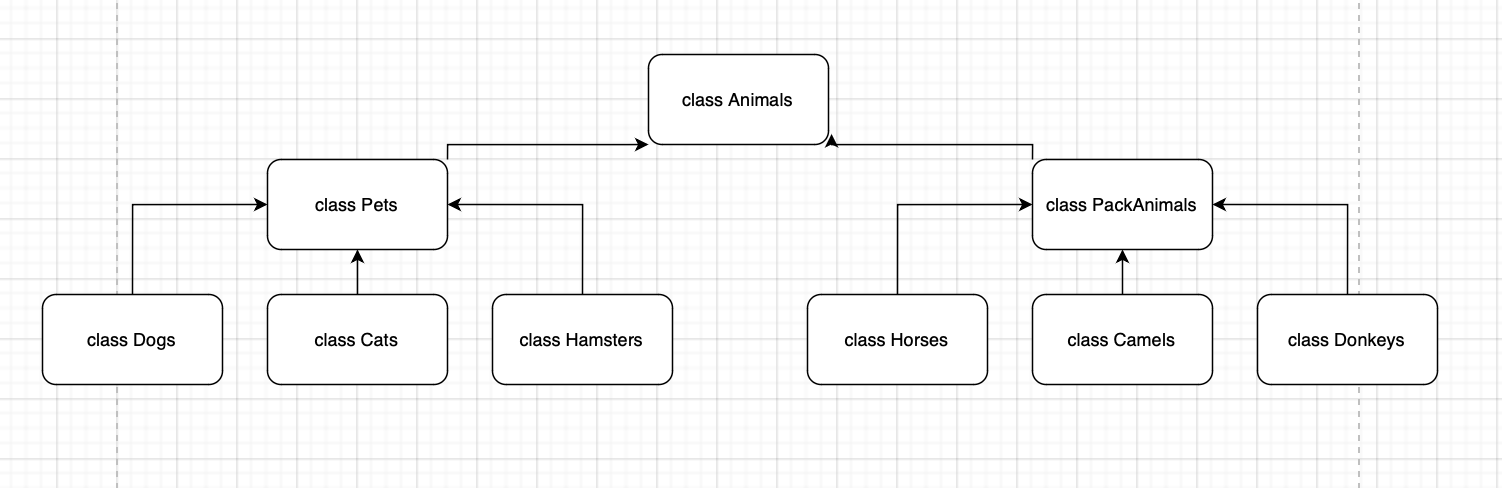 class Animals
class Pets
class PackAnimals
class Dogs
class Cats
class Hamsters
class Horses
class Camels
class Donkeys